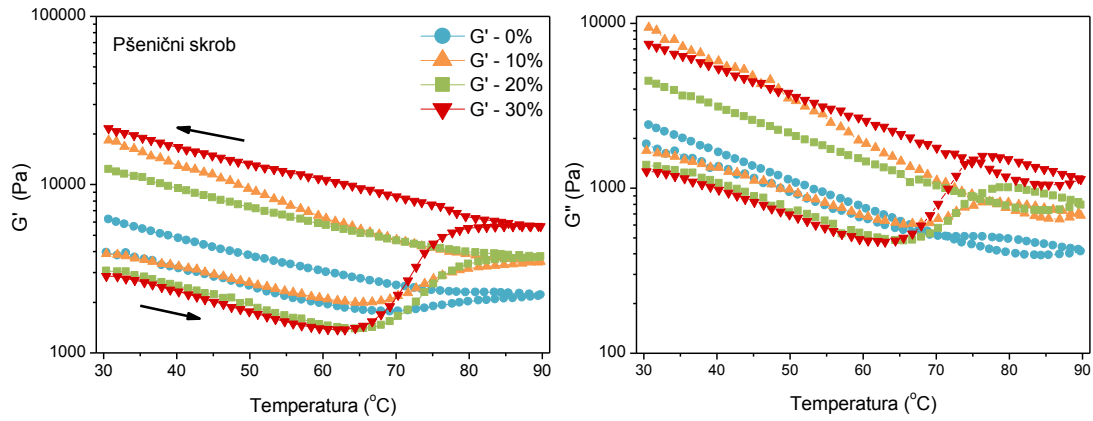 Pšenični skrob
G' - 0%
G' - 10%
G' - 20%
G' - 30%
G' (Pa)
100000
10000
1000
30 40 50 60 70 80 90
Temperatura (°C)
G'' (Pa)
10000
1000
100
30 40 50 60 70 80 90
Temperatura (°C)